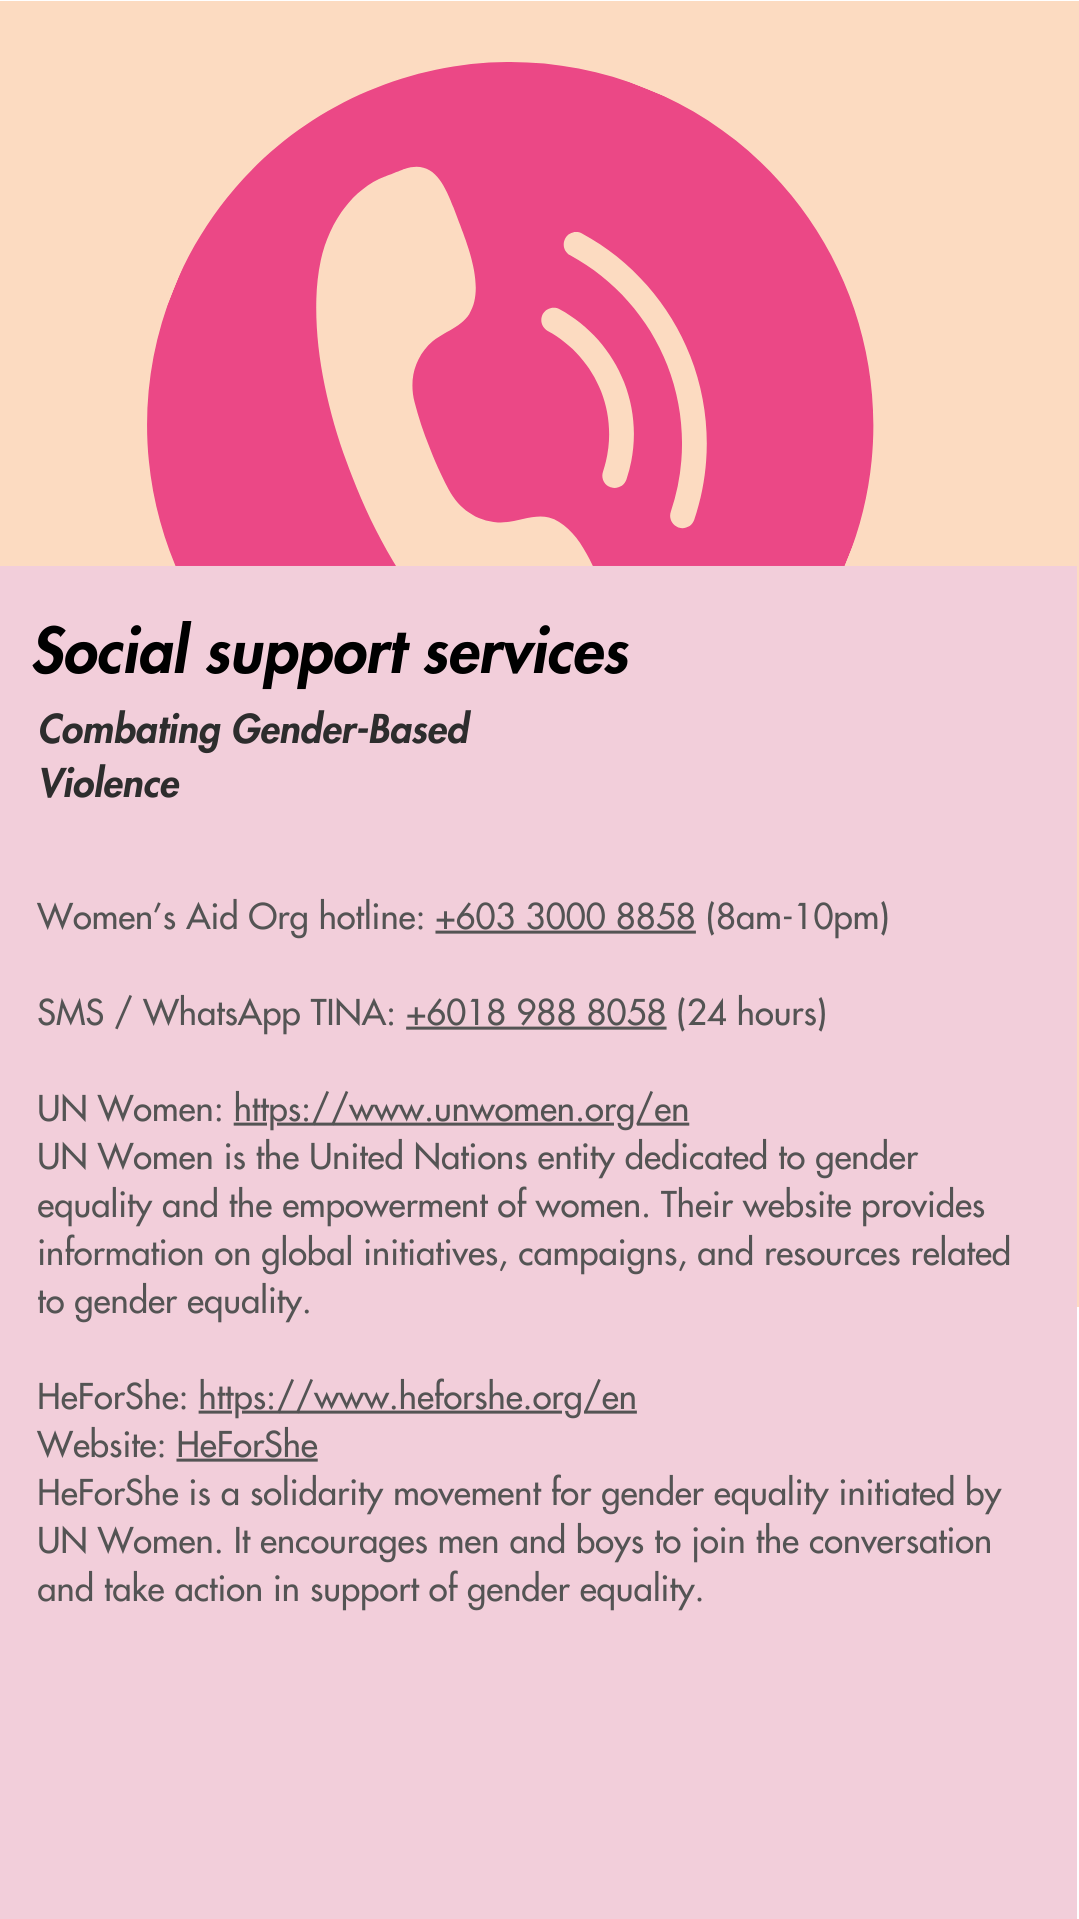 Social support services
Combating Gender-Based
Violence
Women’s Aid Org hotline: +603 3000 8858 (8am-10pm)
SMS / WhatsApp TINA: +6018 988 8058 (24 hours)
UN Women: https://www.unwomen.org/en
UN Women is the United Nations entity dedicated to gender
equality and the empowerment of women. Their website provides
information on global initiatives, campaigns, and resources related
to gender equality.
HeForShe: https://www.heforshe.org/en
Website: HeForShe
HeForShe is a solidarity movement for gender equality initiated by
UN Women. It encourages men and boys to join the conversation
and take action in support of gender equality.